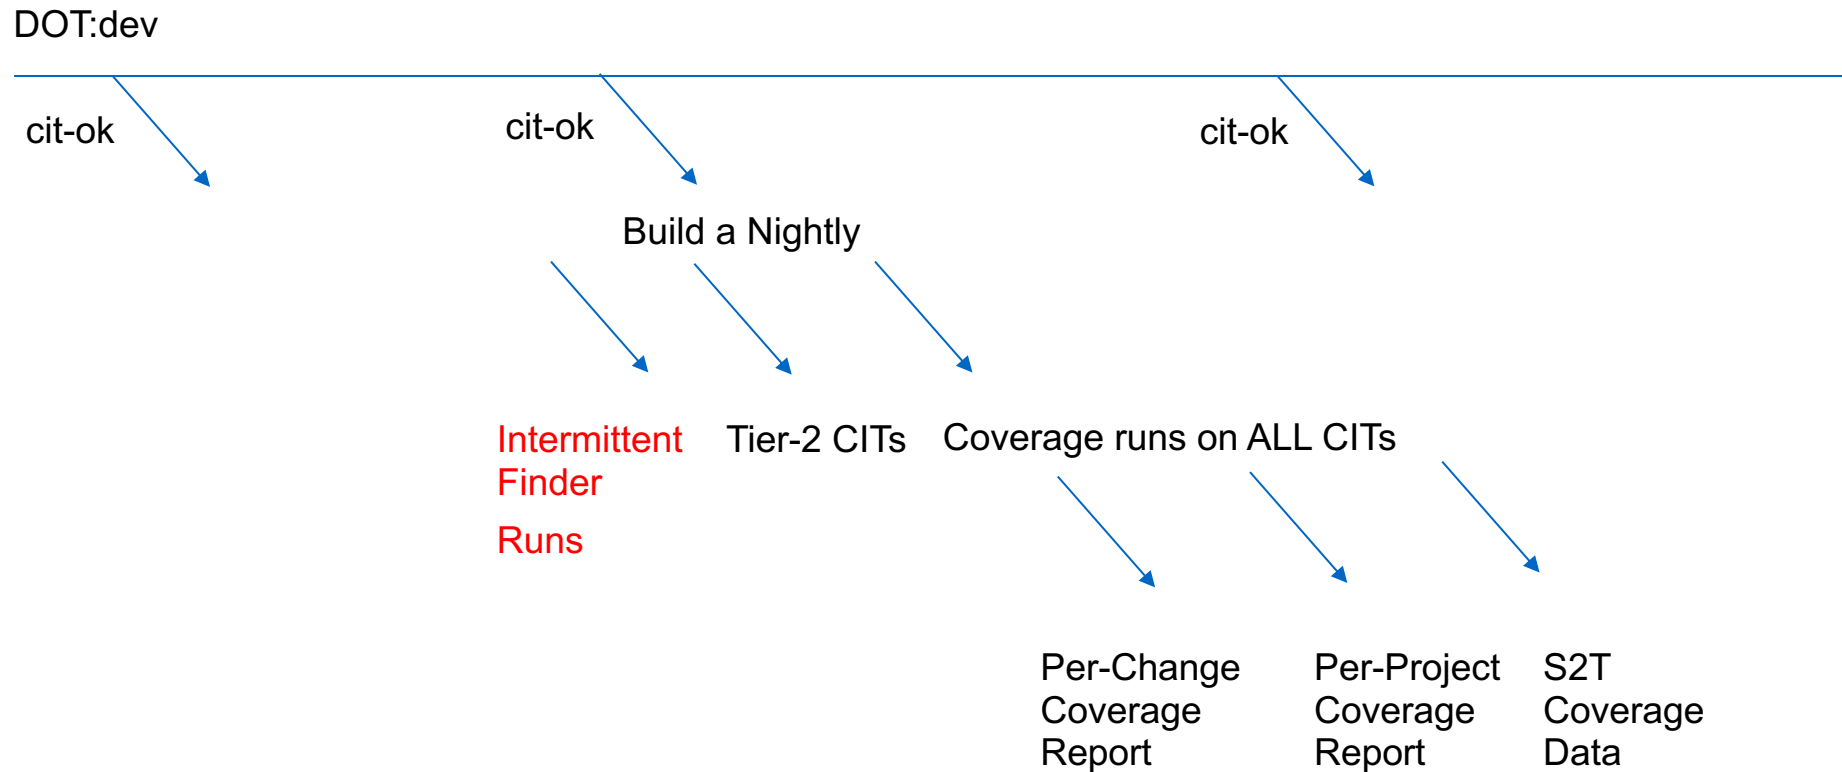 DOT:dev
cit-ok
cit-ok
cit-ok
Build a Nightly
Intermittent
Finder
Runs
Tier-2 CITs
Coverage runs on ALL CITs
Per-Change
Coverage
Report
Per-Project
Coverage
Report
S2T
Coverage
Data